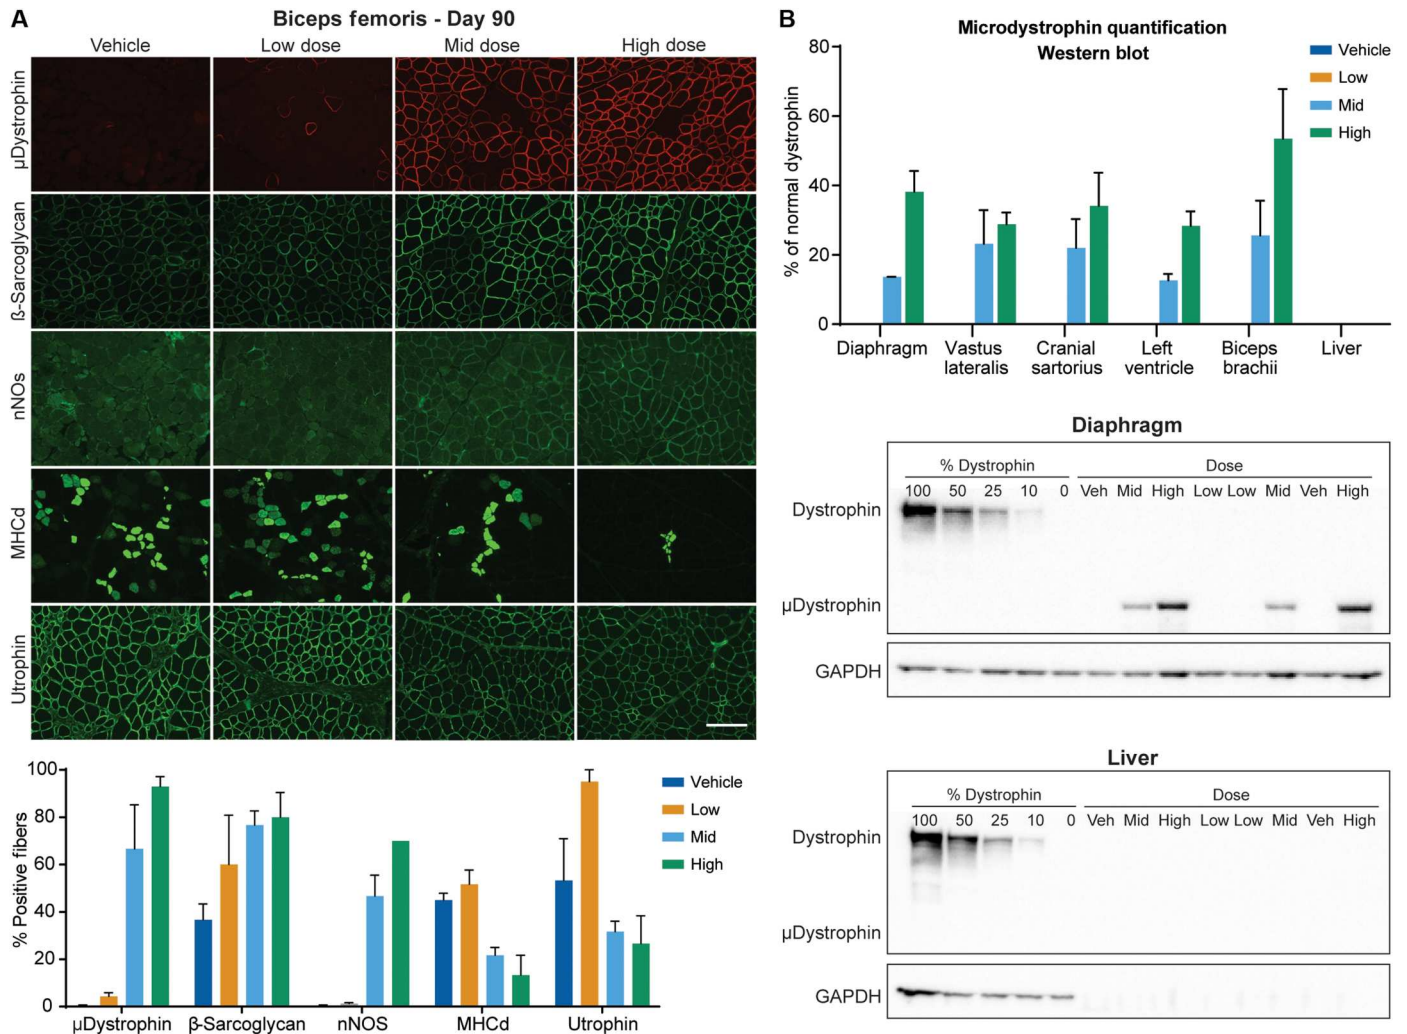 A
Biceps femoris - Day 90
Vehicle Low dose Mid dose High dose
µDystrophin
ß-Sarcoglycan
nNOs
MHCd
Utrophin
% Positive fibers
100
80
60
40
20
0
µDystrophin β-Sarcoglycan nNOS MHCd Utrophin
Vehicle
Low
Mid
High
B
Microdystrophin quantification
Western blot
% of normal dystrophin
80
60
40
20
0
Diaphragm Vastus lateralis Cranial sartorius Left ventricle Biceps brachii Liver
Vehicle
Low
Mid
High
Diaphragm
% Dystrophin Dose
100 50 25 10 0 Veh Mid High Low Low Mid Veh High
Dystrophin
µDystrophin
GAPDH
Liver
% Dystrophin Dose
100 50 25 10 0 Veh Mid High Low Low Mid Veh High
Dystrophin
µDystrophin
GAPDH